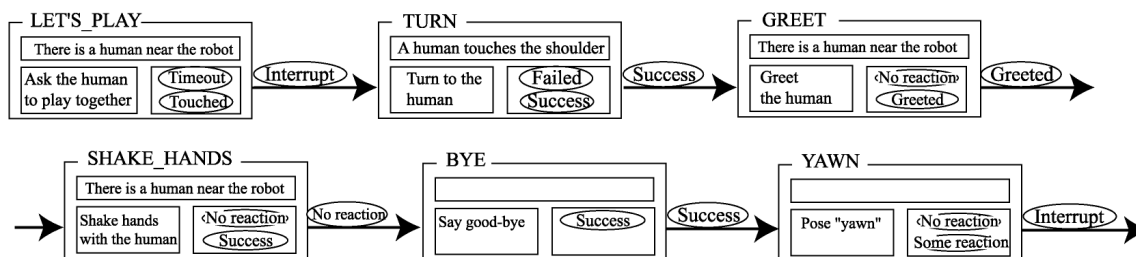 LET'S_PLAY
There is a human near the robot
Ask the human
to play together
Timeout
Touched
Interrupt
TURN
A human touches the shoulder
Turn to the
human
Failed
Success
Success
GREET
There is a human near the robot
Greet
the human
No reaction
Greeted
Greeted
SHAKE_HANDS
There is a human near the robot
Shake hands
with the human
No reaction
Success
No reaction
BYE
Say good-bye
Success
Success
YAWN
Pose "yawn"
No reaction
Some reaction
Interrupt